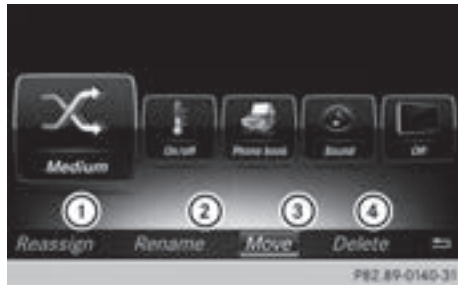 Medium
On/off
Phone book
Sound
Off
1
2
3
4
Reassign
Rename
Move
Delete
P82.89-0140-31